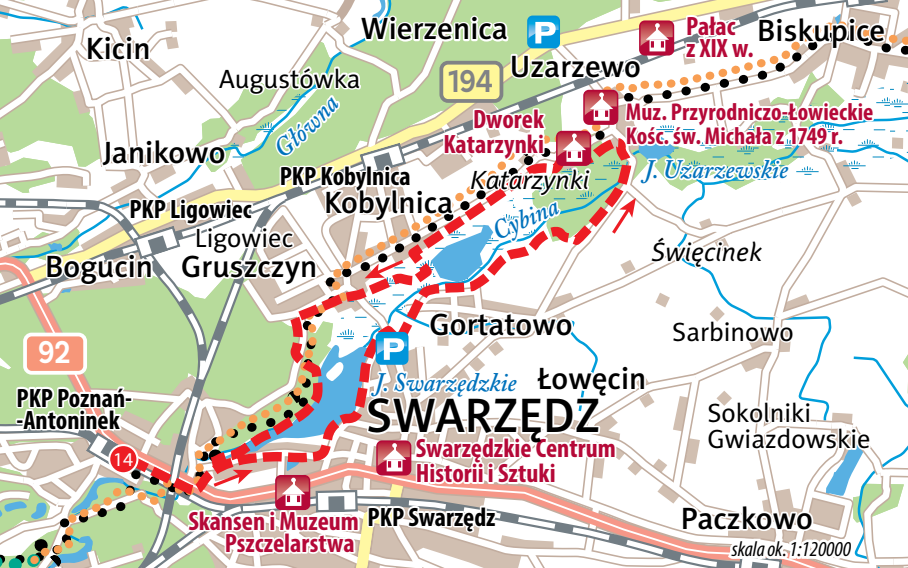 Wierzenica
P
Pałac
z XIX w.
Biskupice
Kicin
Augustówka
194
Uzarzewo
Główna
Dworek
Katarzynki
Muz. Przyrodniczo-Łowieckie
Kośc. św. Michała z 1749 r.
Janikowo
PKP Kobylnica
Katarzynki
J. Uzarzewskie
PKP Ligowiec
Kobylnica
Cybina
Ligowiec
Bogucin
Gruszczyn
Święcinek
92
P
Gortatowo
Sarbinowo
J. Swarzędzkie
Łowęcin
PKP Poznań-
-Antoninek
SWARZĘDZ
Sokolniki
Gwiazdowskie
14
Swarzędzkie Centrum
Historii i Sztuki
Skansen i Muzeum
Pszczelarstwa
PKP Swarzędz
Paczkowo
skala ok. 1:120000